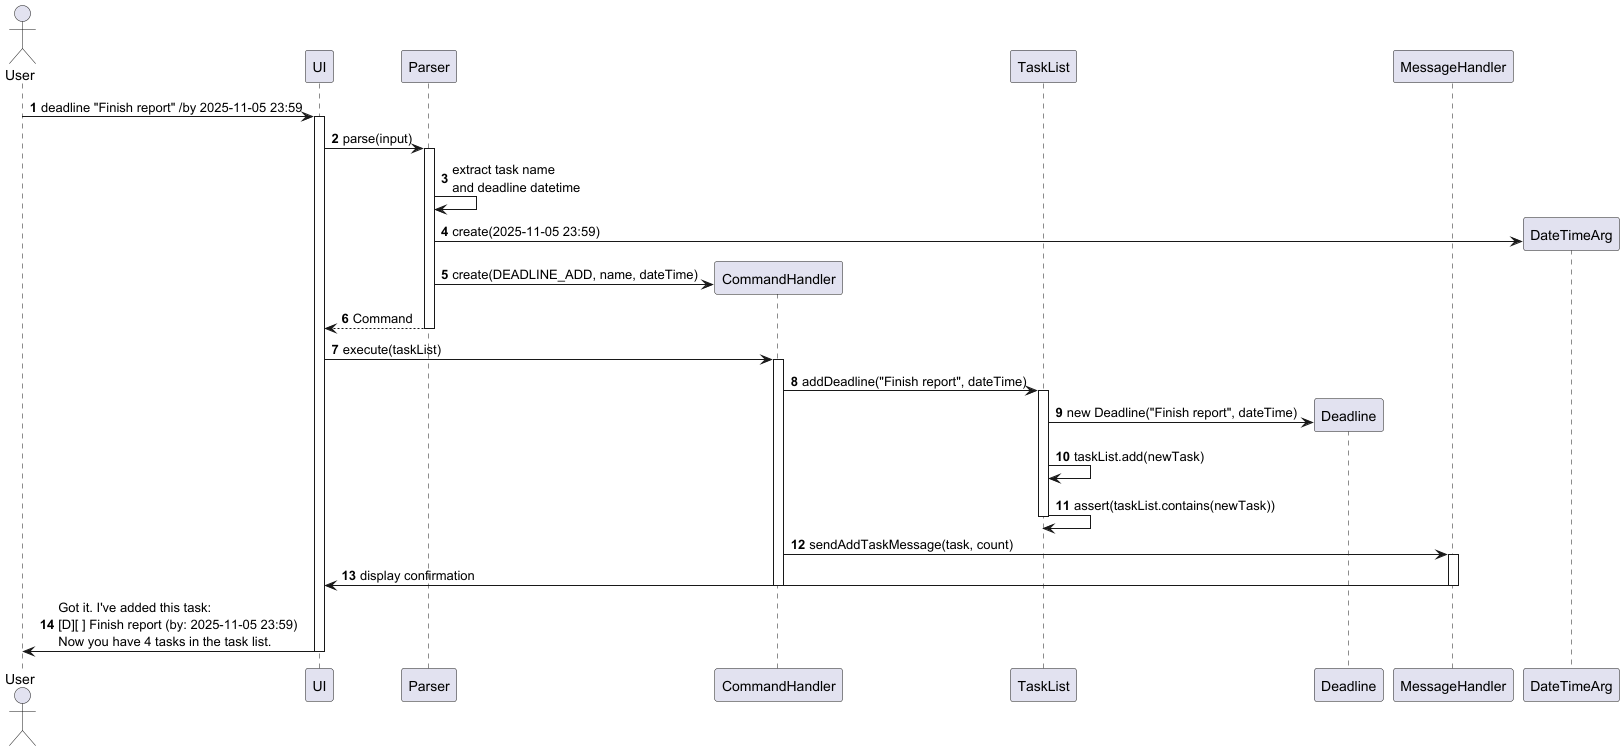 User
UI
Parser
TaskList
MessageHandler
1 deadline "Finish report" /by 2025-11-05 23:59
2 parse(input)
3 extract task name
and deadline datetime
4 create(2025-11-05 23:59)
DateTimeArg
5 create(DEADLINE_ADD, name, dateTime)
CommandHandler
6 Command
7 execute(taskList)
8 addDeadline("Finish report", dateTime)
9 new Deadline("Finish report", dateTime)
Deadline
10 taskList.add(newTask)
11 assert(taskList.contains(newTask))
12 sendAddTaskMessage(task, count)
13 display confirmation
Got it. I've added this task:
14 [D][ ] Finish report (by: 2025-11-05 23:59)
Now you have 4 tasks in the task list.
User
UI
Parser
CommandHandler
TaskList
Deadline
MessageHandler
DateTimeArg